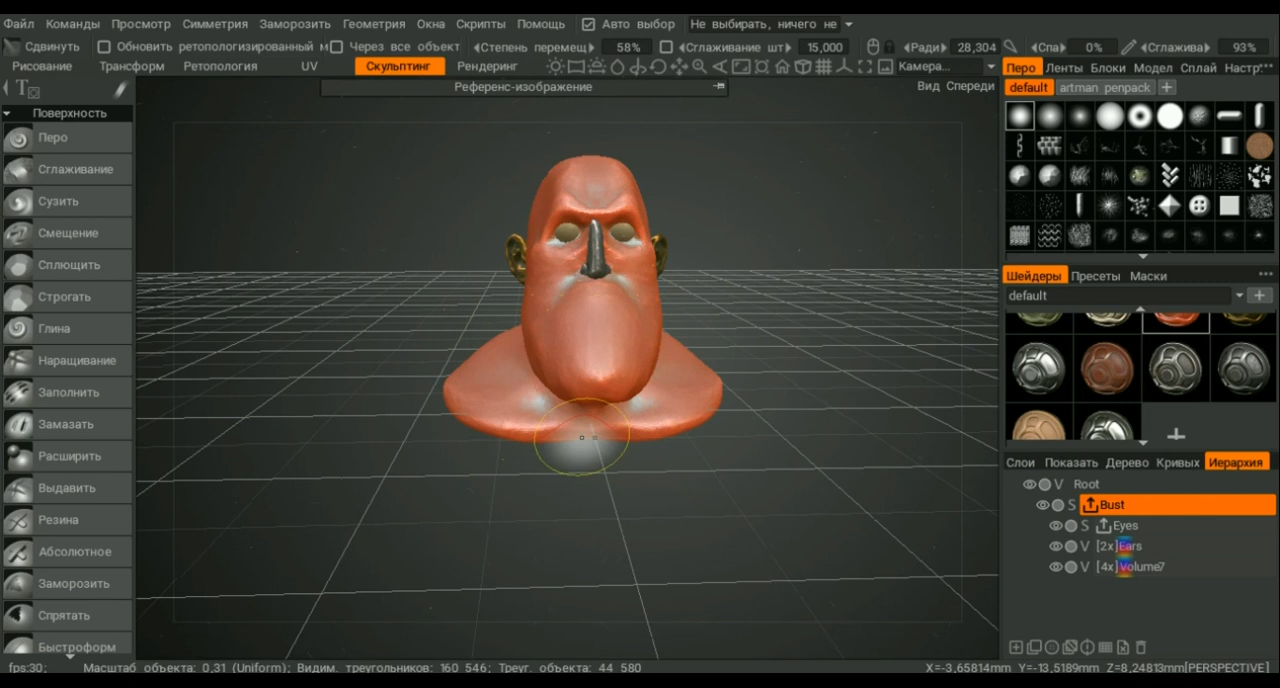 Файл Команды Просмотр Симметрия Заморозить Геометрия Окна Скрипты Помощь Авто выбор Не выбирать, ничего не
Сдвинуть Обновить ретопологизированный м Через все объект Степень перемещ 58% Сглаживание шт 15,000 Ради 28,304 Спа 0% Сглажива 93%
Рисование Трансформ Ретопология UV Скульптинг Рендеринг Камера...
Перо Ленты Блоки Модел Сплай Настр
Референс-изображение
Вид Спереди
default artman penpack
Поверхность
Перо
Сглаживание
Сузить
Смещение
Сплющить
Строгать
Глина
Наращивание
Заполнить
Замазать
Расширить
Выдавить
Резина
Абсолютное
Заморозить
Спрятать
Быстроформ
Шейдеры Пресеты Маски
default
Слои Показать Дерево Кривых Иерархия
V Root
S Bust
S Eyes
V [2x]Ears
V [4x]Volume7
fps:30; Масштаб объекта: 0,31 (Uniform); Видим. треугольников: 160 546; Треуг. объекта: 44 580
X=-3,65814mm Y=-13,5189mm Z=8,24813mm[PERSPECTIVE]